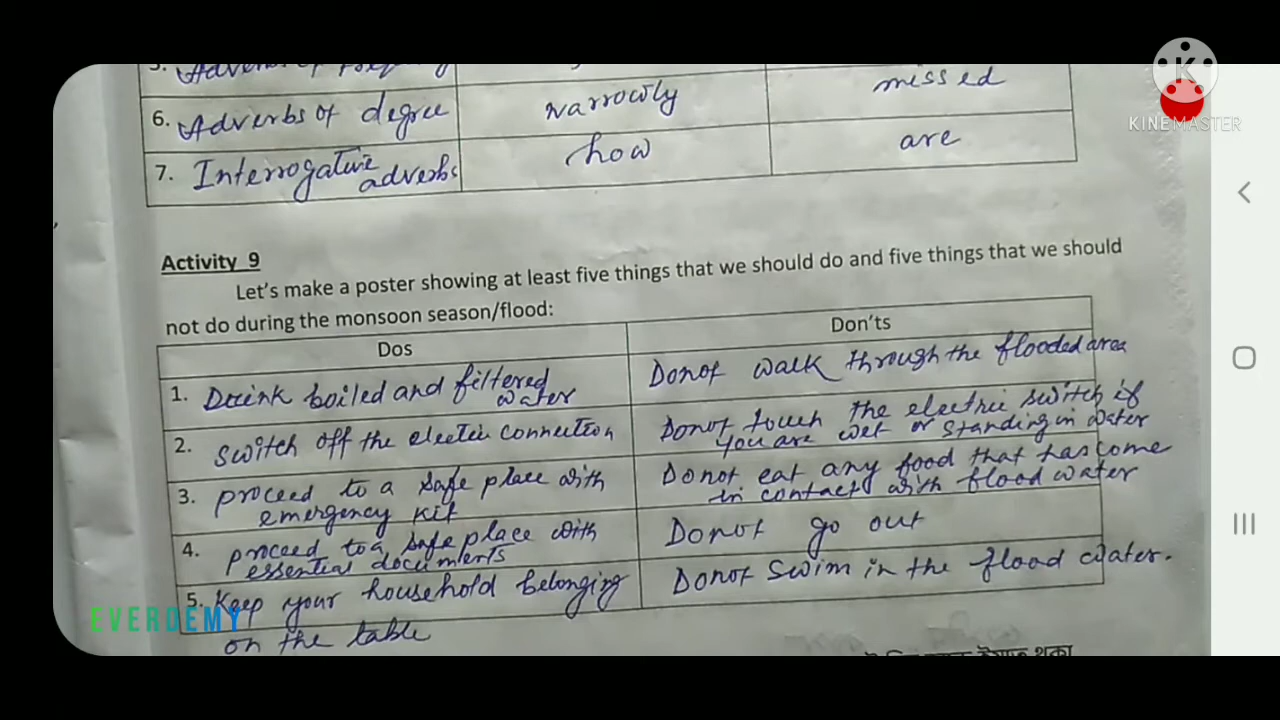 6. Adverbs of degree narrowly missed
7. Interrogative adverbs how are
KINEMASTER
Activity 9
Let's make a poster showing at least five things that we should do and five things that we should
not do during the monsoon season/flood:
Dos Don'ts
1. Drink boiled and filtered water
Donot walk through the flooded area
2. Switch off the electric connection
Donot touch the electric switch if
you are wet or standing in water
3. proceed to a safe place with
emergency kit
Donot eat any food that has come
in contact with flood water
4. proceed to a safe place with
essential documents
Donot go out
5. Keep your household belonging
on the table
Donot swim in the flood water.
EVERDEMY